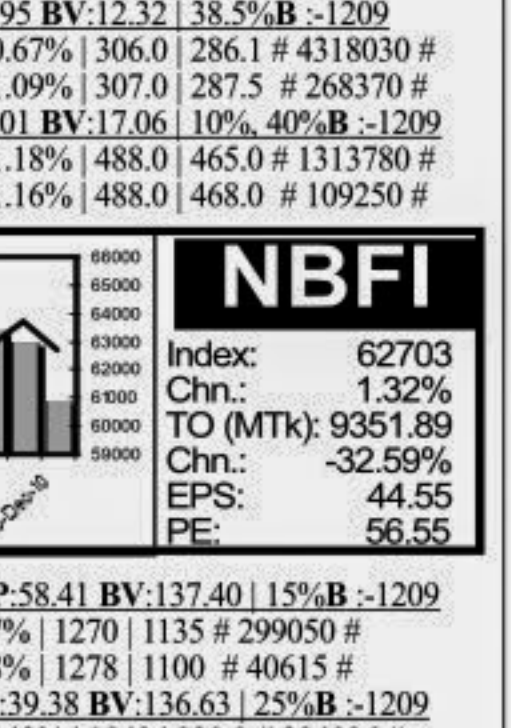 95 BV:12.32 | 38.5%B :-1209
0.67% | 306.0 | 286.1 # 4318030 #
.09% | 307.0 | 287.5 # 268370 #
01 BV:17.06 | 10%, 40%B :-1209
.18% | 488.0 | 465.0 # 1313780 #
.16% | 488.0 | 468.0 # 109250 #
66000
65000
64000
63000
62000
61000
60000
59000
NBFI
Index: 62703
Chn.: 1.32%
TO (MTk): 9351.89
Chn.: -32.59%
EPS: 44.55
PE: 56.55
:58.41 BV:137.40 | 15%B :-1209
% | 1270 | 1135 # 299050 #
% | 1278 | 1100 # 40615 #
:39.38 BV:136.63 | 25%B :-1209